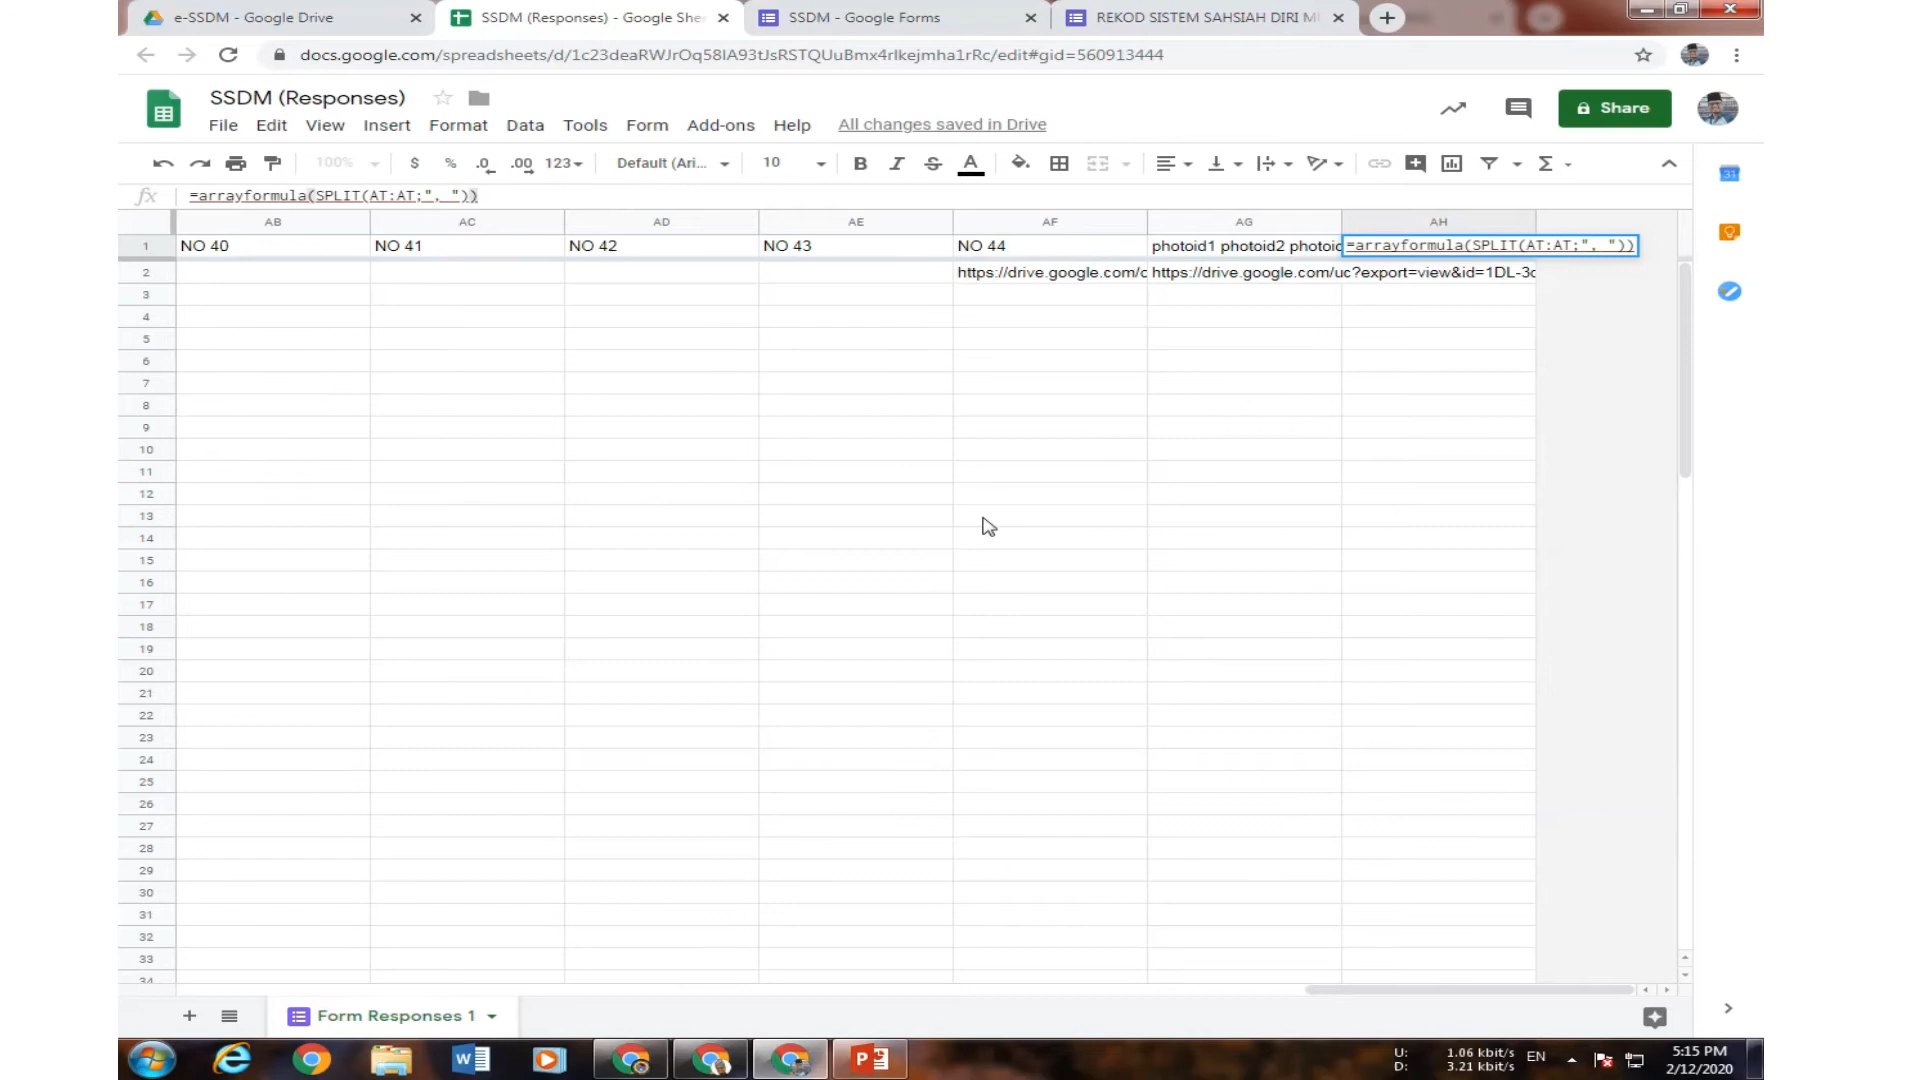 e-SSDM - Google Drive
SSDM (Responses) - Google She
SSDM - Google Forms
REKOD SISTEM SAHSIAH DIRI M
docs.google.com/spreadsheets/d/1c23deaRWJrOq58IA93tJsRSTQUuBmx4rIkejmha1rRc/edit#gid=560913444
SSDM (Responses)
Share
File Edit View Insert Format Data Tools Form Add-ons Help All changes saved in Drive
100% $ % .0 .00 123 Default (Ari... 10 B I S A Σ
fx =arrayformula(SPLIT(AT:AT;", "))
AB AC AD AE AF AG AH
1 NO 40 NO 41 NO 42 NO 43 NO 44 photoid1 photoid2 photoid =arrayformula(SPLIT(AT:AT;", "))
2 https://drive.google.com/o https://drive.google.com/uc?export=view&id=1DL-3c
3
4
5
6
7
8
9
10
11
12
13
14
15
16
17
18
19
20
21
22
23
24
25
26
27
28
29
30
31
32
33
34
Form Responses 1
U: 1.06 kbit/s
D: 3.21 kbit/s
EN
5:15 PM
2/12/2020